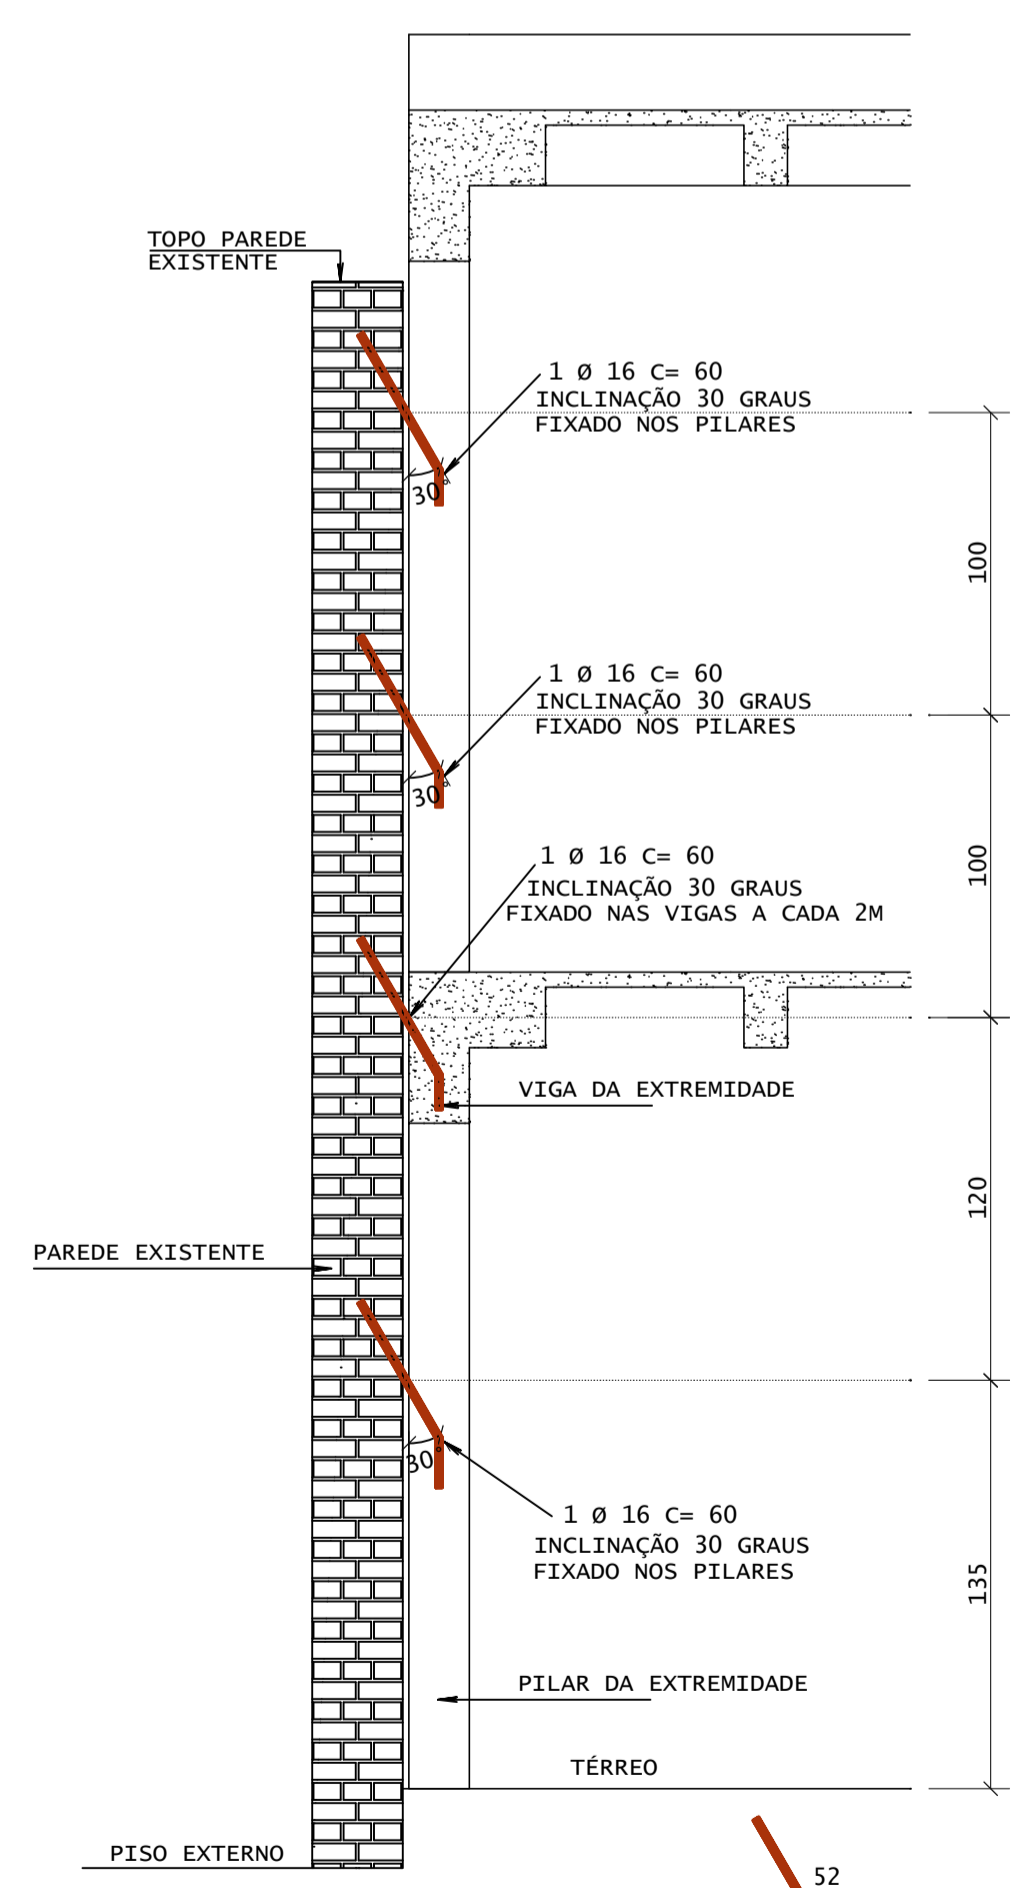 TOPO PAREDE
EXISTENTE
1 Ø 16 C= 60
INCLINAÇÃO 30 GRAUS
FIXADO NOS PILARES
30°
100
1 Ø 16 C= 60
INCLINAÇÃO 30 GRAUS
FIXADO NOS PILARES
30°
100
1 Ø 16 C= 60
INCLINAÇÃO 30 GRAUS
FIXADO NAS VIGAS A CADA 2M
VIGA DA EXTREMIDADE
120
PAREDE EXISTENTE
30°
1 Ø 16 C= 60
INCLINAÇÃO 30 GRAUS
FIXADO NOS PILARES
135
PILAR DA EXTREMIDADE
TÉRREO
PISO EXTERNO
52